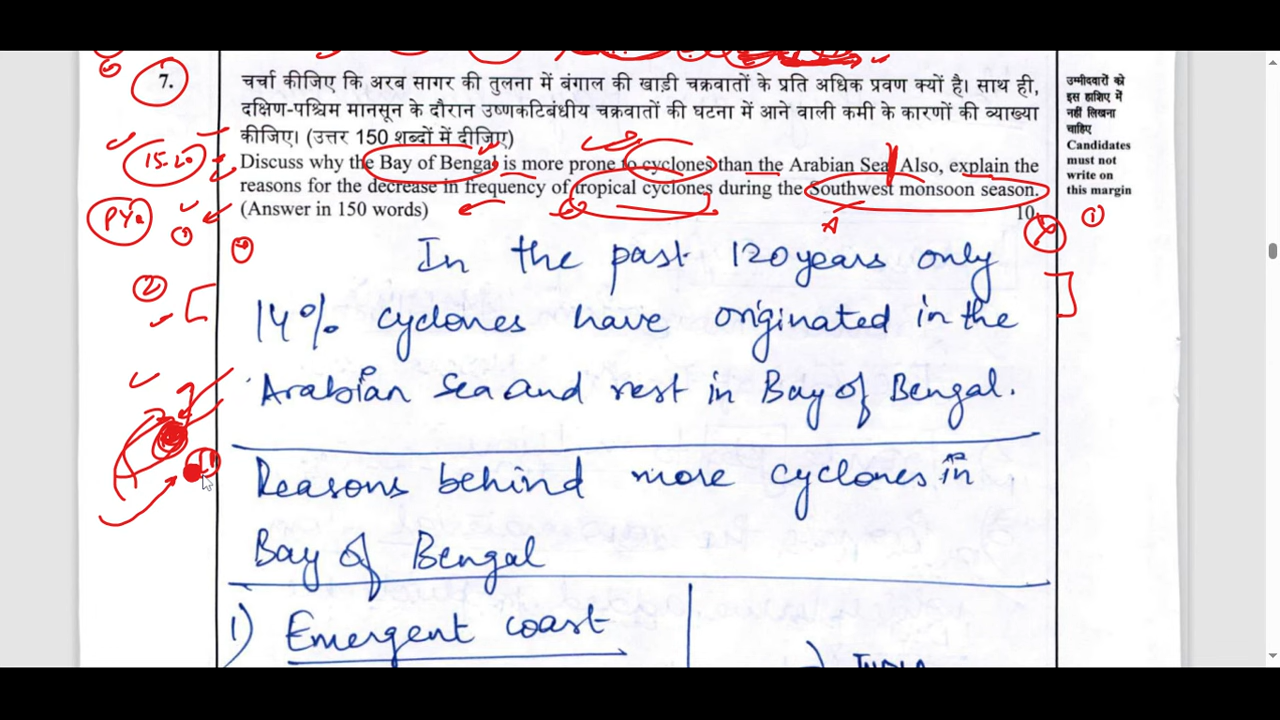 7.
चर्चा कीजिए कि अरब सागर की तुलना में बंगाल की खाड़ी चक्रवातों के प्रति अधिक प्रवण क्यों है। साथ ही,
दक्षिण-पश्चिम मानसून के दौरान उष्णकटिबंधीय चक्रवातों की घटना में आने वाली कमी के कारणों की व्याख्या
कीजिए। (उत्तर 150 शब्दों में दीजिए)
Discuss why the Bay of Bengal is more prone to cyclones than the Arabian Sea. Also, explain the
reasons for the decrease in frequency of tropical cyclones during the Southwest monsoon season.
(Answer in 150 words)
10
उम्मीदवारों को
इस हाशिए में
नहीं लिखना
चाहिए
Candidates
must not
write on
this margin
15-20
PYQ
In the past 120 years only
14% cyclones have originated in the
Arabian Sea and rest in Bay of Bengal.
Reasons behind more cyclones in
Bay of Bengal
1) Emergent coast
INDIA